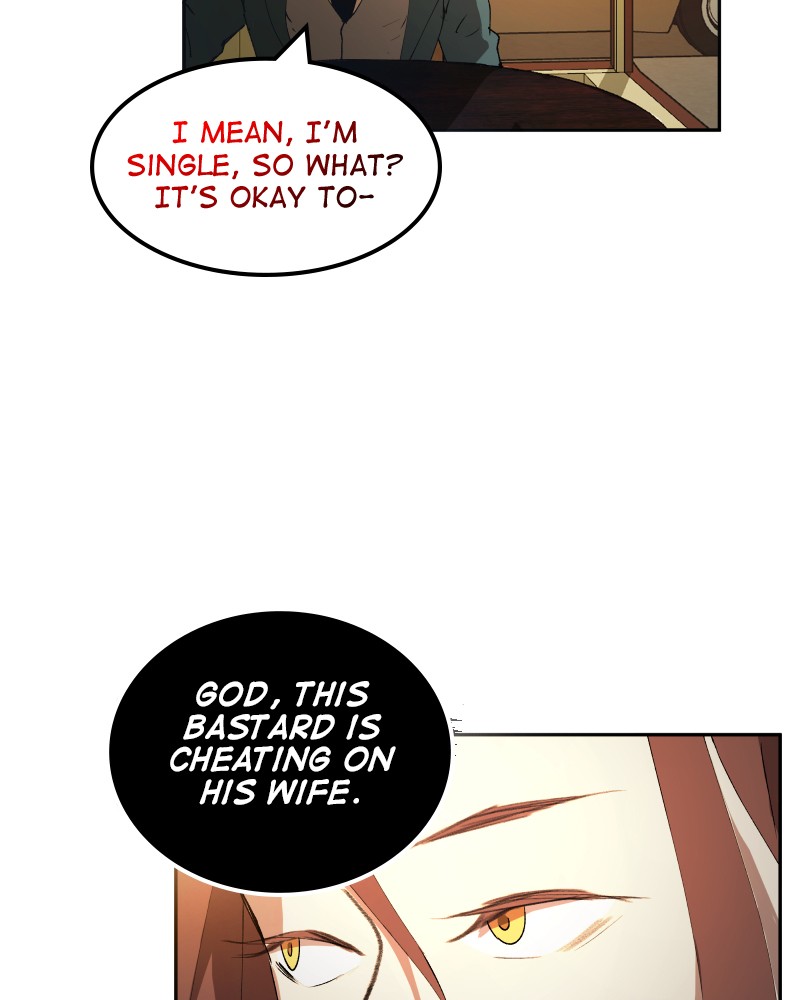 I MEAN, I'M
SINGLE, SO WHAT?
IT'S OKAY TO-
GOD, THIS
BASTARD IS
CHEATING ON
HIS WIFE.